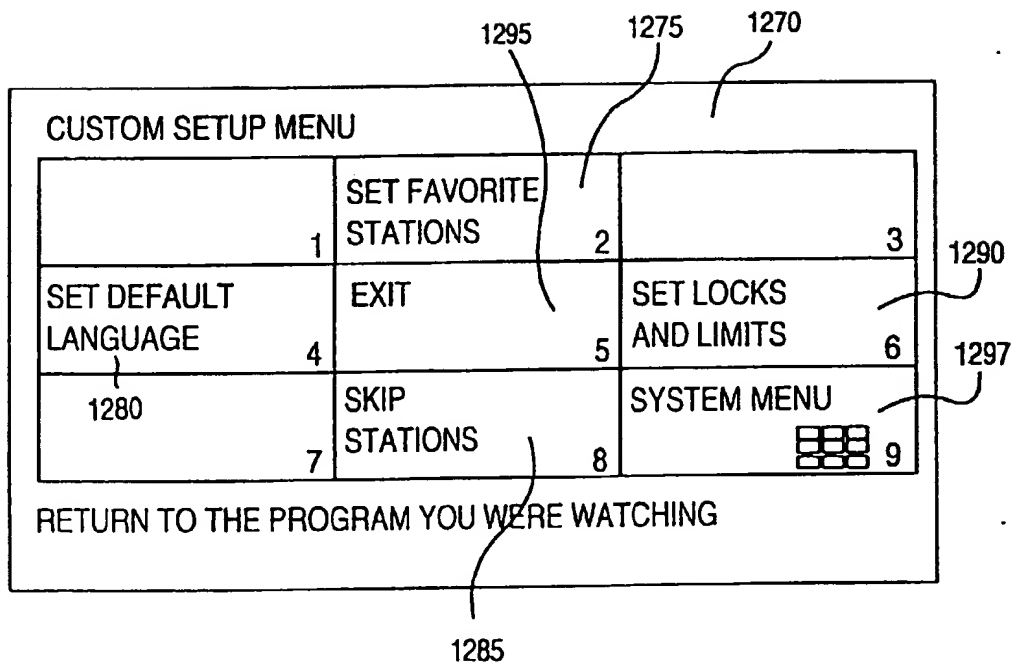 1295 1275 1270
CUSTOM SETUP MENU
1
SET FAVORITE
STATIONS 2
3
1290
SET DEFAULT
LANGUAGE 4
EXIT
5
SET LOCKS
AND LIMITS 6
1297
1280
7
SKIP
STATIONS 8
SYSTEM MENU
9
RETURN TO THE PROGRAM YOU WERE WATCHING
1285